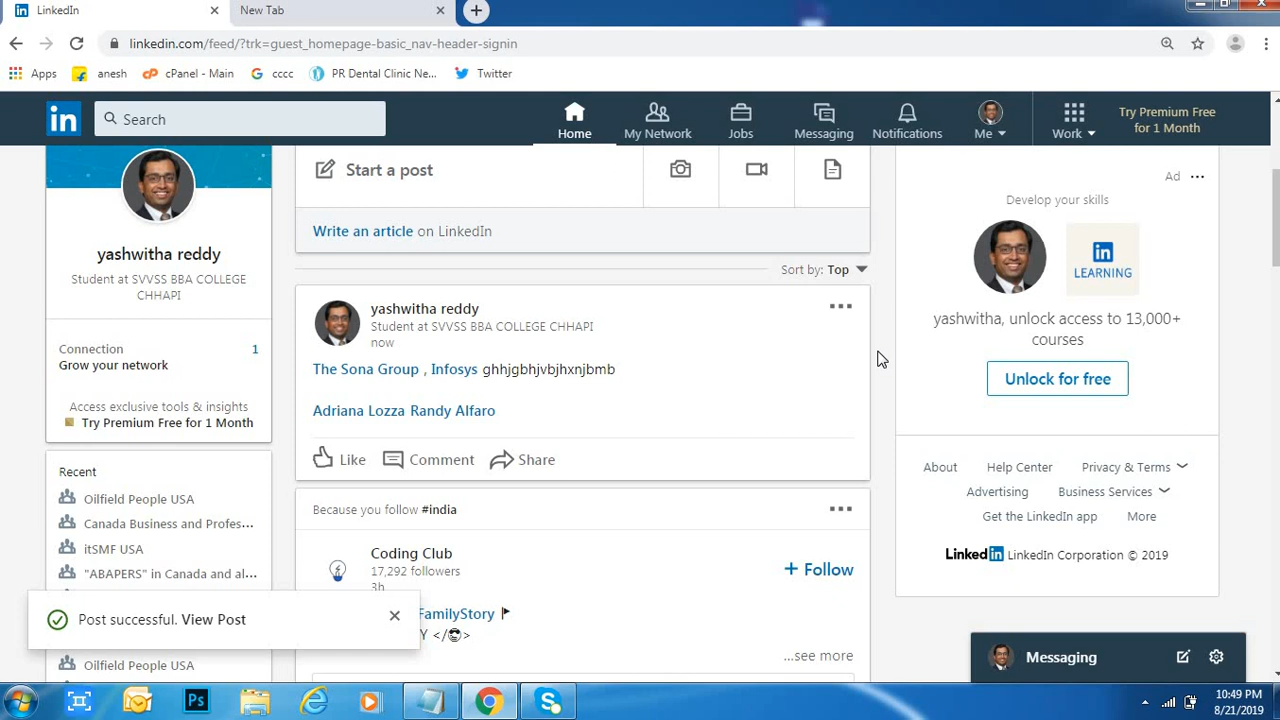 LinkedIn
New Tab
linkedin.com/feed/?trk=guest_homepage-basic_nav-header-signin
Apps
anesh
cPanel - Main
cccc
PR Dental Clinic Ne...
Twitter
Search
Home
My Network
Jobs
Messaging
Notifications
Me
Work
Try Premium Free
for 1 Month
yashwitha reddy
Student at SVVSS BBA COLLEGE
CHHAPI
Connection 1
Grow your network
Access exclusive tools & insights
Try Premium Free for 1 Month
Recent
Oilfield People USA
Canada Business and Profes...
itSMF USA
"ABAPERS" in Canada and al...
Oilfield People USA
Start a post
Write an article on LinkedIn
Sort by: Top
yashwitha reddy
Student at SVVSS BBA COLLEGE CHHAPI
now
The Sona Group , Infosys ghhjgbhjvbjhxnjbmb
Adriana Lozza Randy Alfaro
Like
Comment
Share
Because you follow #india
Coding Club
17,292 followers
3h
+ Follow
FamilyStory
Y </😎>
...see more
Post successful. View Post
Ad
Develop your skills
in
LEARNING
yashwitha, unlock access to 13,000+
courses
Unlock for free
About
Help Center
Privacy & Terms
Advertising
Business Services
Get the LinkedIn app
More
LinkedIn LinkedIn Corporation © 2019
Messaging
10:49 PM
8/21/2019